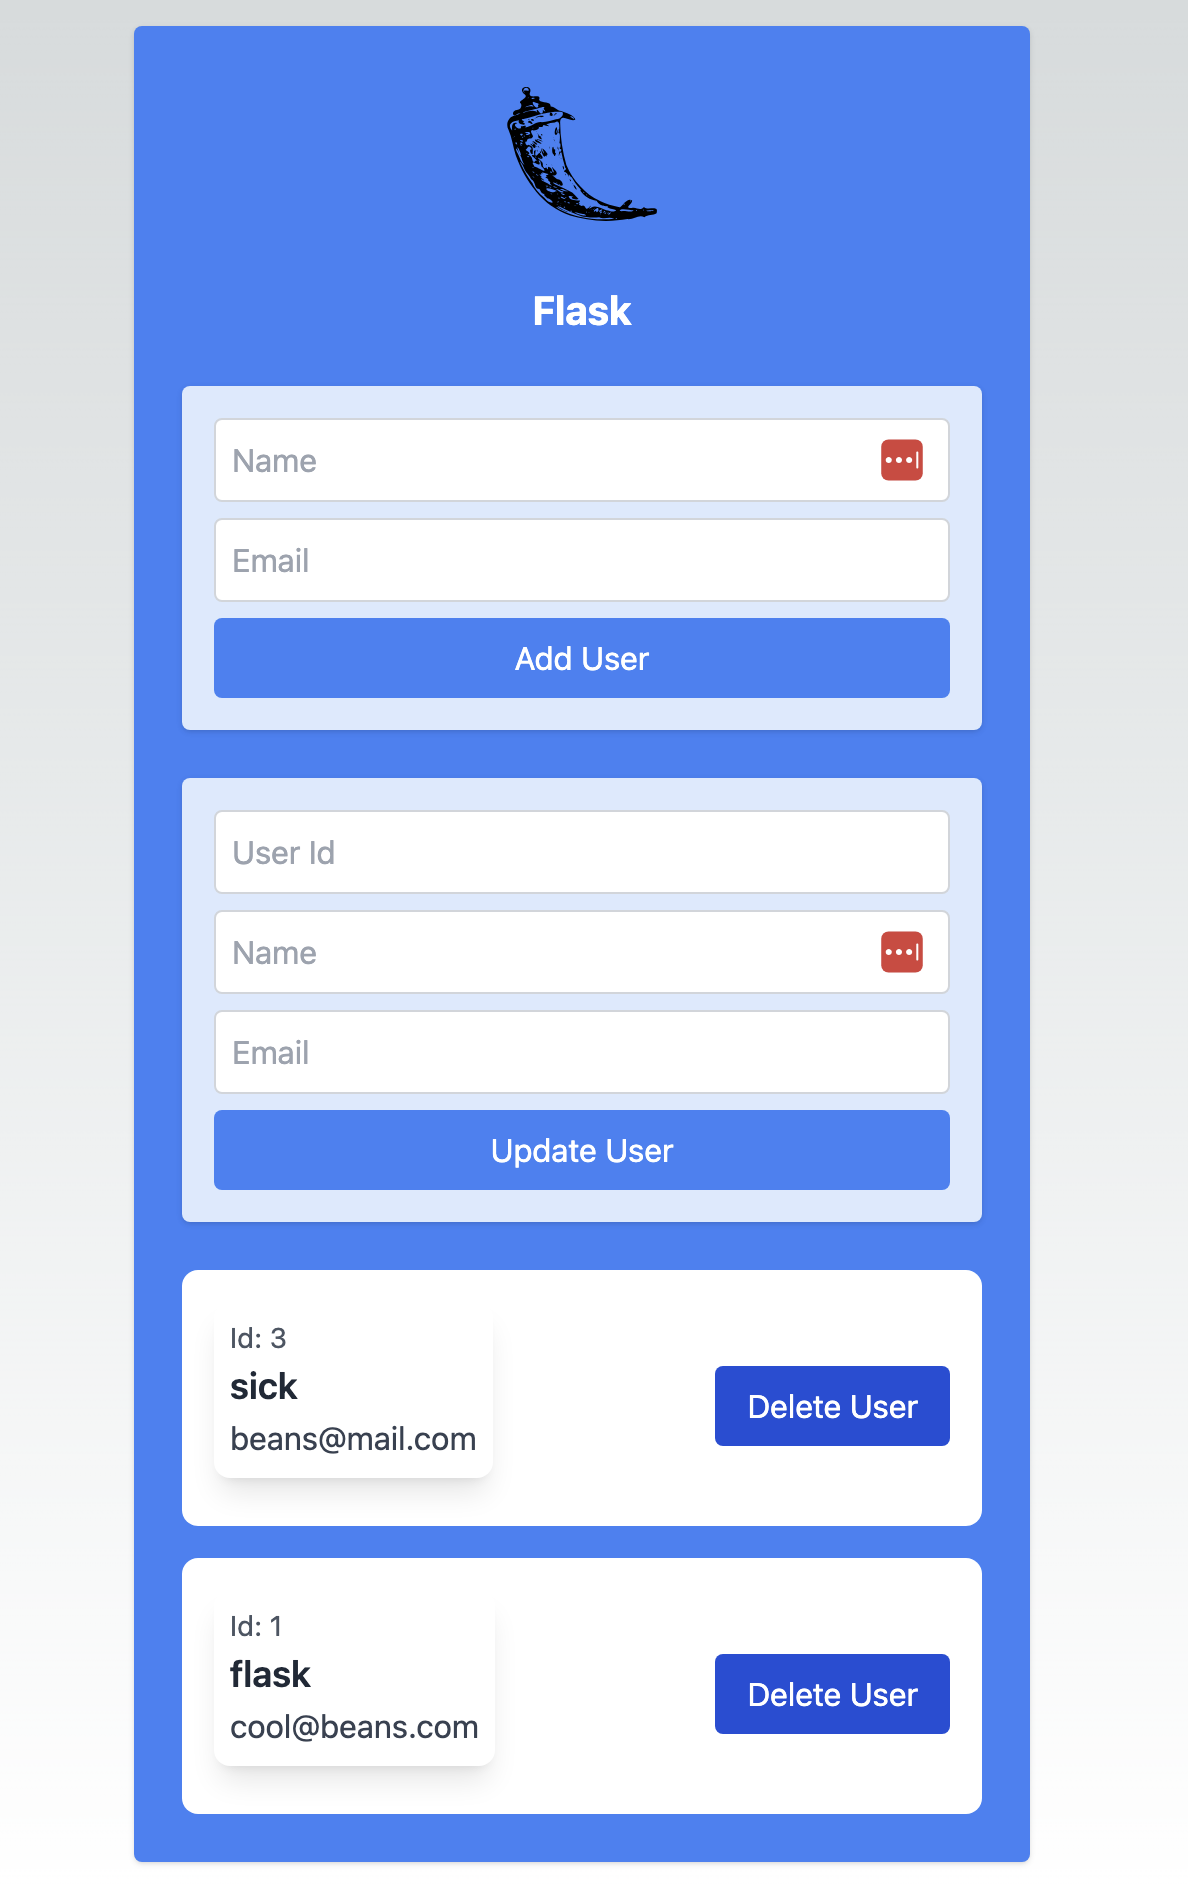 Flask
Name
Email
Add User
User Id
Name
Email
Update User
Id: 3
sick
beans@mail.com
Delete User
Id: 1
flask
cool@beans.com
Delete User